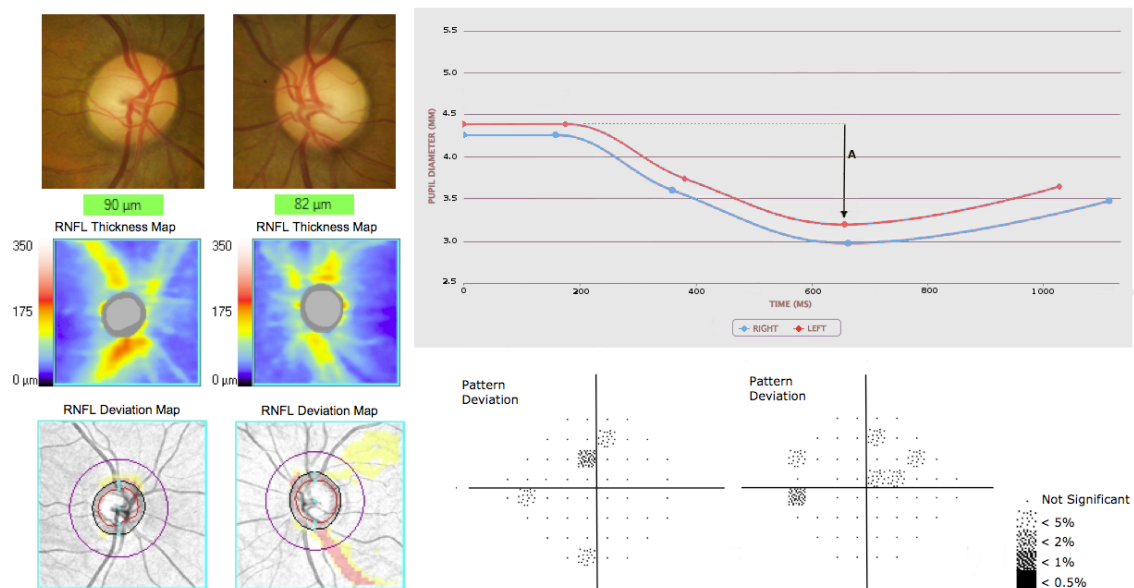 90 µm
82 µm
RNFL Thickness Map
RNFL Thickness Map
350
175
0 µm
350
175
0 µm
RNFL Deviation Map
RNFL Deviation Map
PUPIL DIAMETER (MM)
5.5
5.0
4.5
4.0
3.5
3.0
2.5
A
0
200
400
600
800
1000
TIME (MS)
RIGHT
LEFT
Pattern
Deviation
Pattern
Deviation
Not Significant
< 5%
< 2%
< 1%
< 0.5%